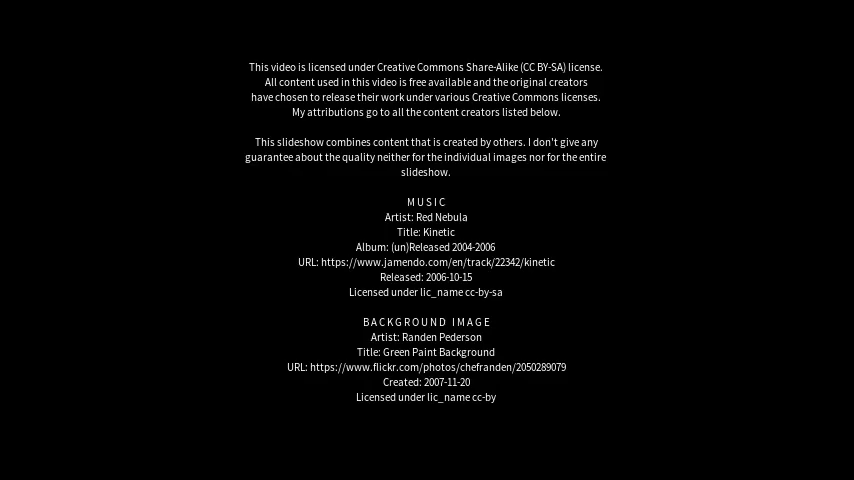 This video is licensed under Creative Commons Share-Alike (CC BY-SA) license.
All content used in this video is free available and the original creators
have chosen to release their work under various Creative Commons licenses.
My attributions go to all the content creators listed below.
This slideshow combines content that is created by others. I don't give any
guarantee about the quality neither for the individual images nor for the entire
slideshow.
MUSIC
Artist: Red Nebula
Title: Kinetic
Album: (un)Released 2004-2006
URL: https://www.jamendo.com/en/track/22342/kinetic
Released: 2006-10-15
Licensed under lic_name cc-by-sa
BACKGROUND IMAGE
Artist: Randen Pederson
Title: Green Paint Background
URL: https://www.flickr.com/photos/chefranden/2050289079
Created: 2007-11-20
Licensed under lic_name cc-by